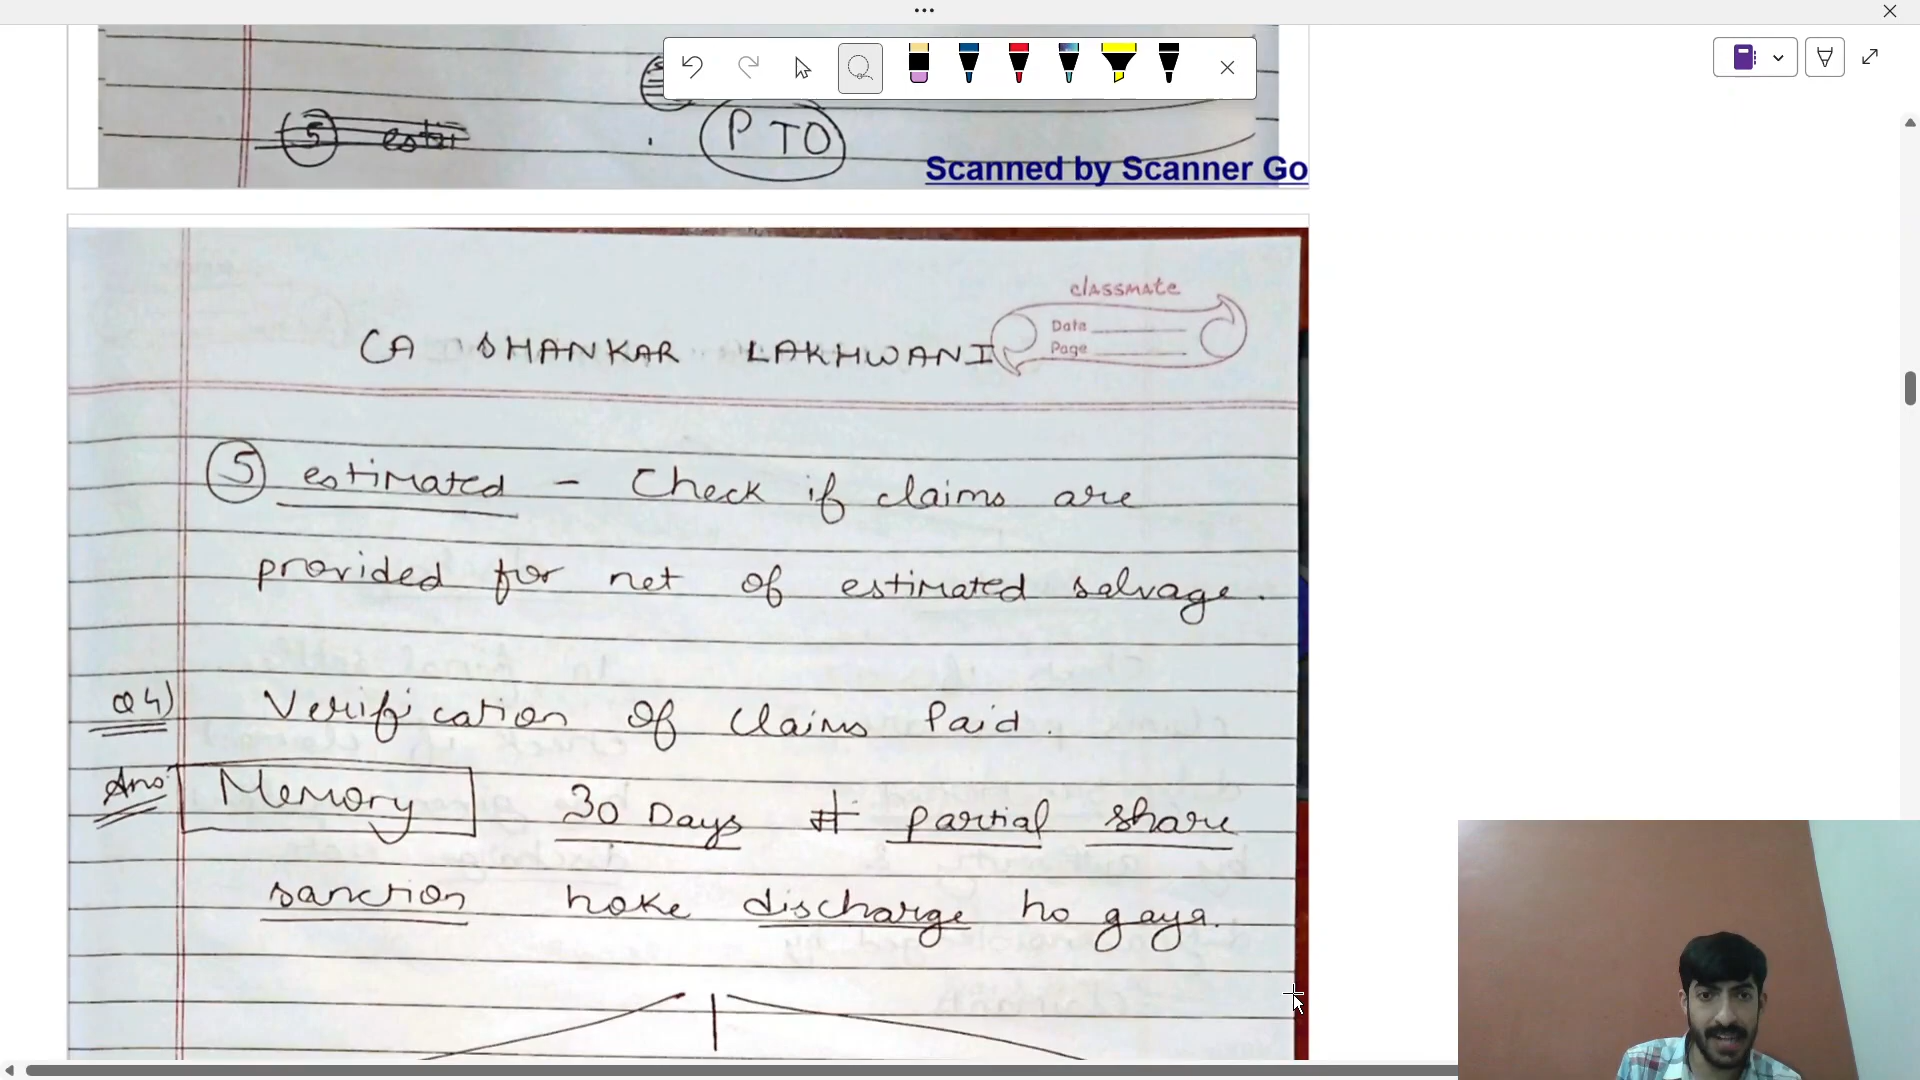 5 esti
PTO
Scanned by Scanner Go
classmate
Date
Page
CA SHANKAR LAKHWANI
5 estimated - Check if claims are
provided for net of estimated salvage.
Q4) Verification of Claims Paid.
Ans: Memory 30 Days # partial share
sanction hoke discharge ho gaya.